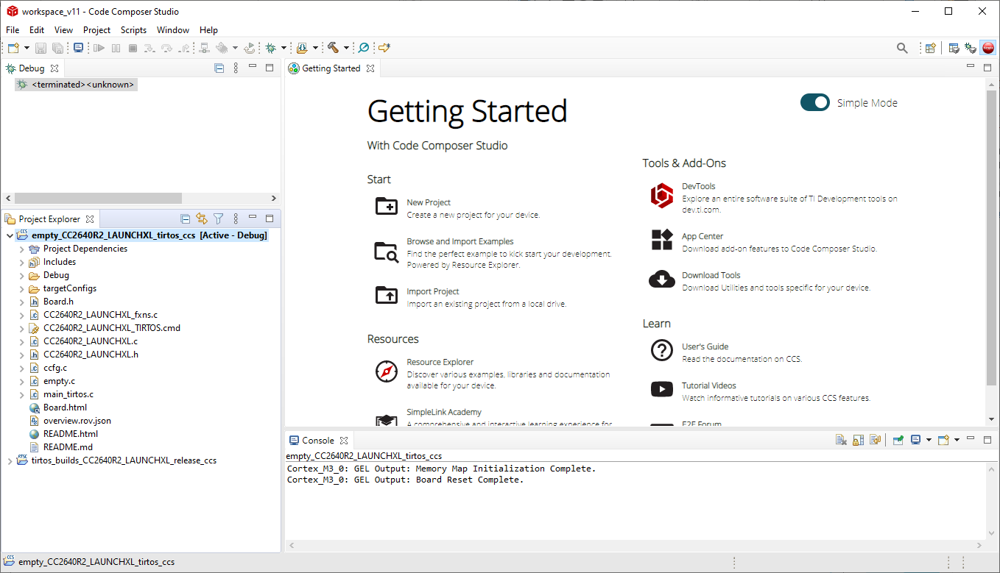 workspace_v11 - Code Composer Studio
File Edit View Project Scripts Window Help
Debug
<terminated><unknown>
Project Explorer
empty_CC2640R2_LAUNCHXL_tirtos_ccs [Active - Debug]
Project Dependencies
Includes
Debug
targetConfigs
Board.h
CC2640R2_LAUNCHXL_fxns.c
CC2640R2_LAUNCHXL_TIRTOS.cmd
CC2640R2_LAUNCHXL.c
CC2640R2_LAUNCHXL.h
ccfg.c
empty.c
main_tirtos.c
Board.html
overview.rov.json
README.html
README.md
tirtos_builds_CC2640R2_LAUNCHXL_release_ccs
Getting Started
Getting Started
Simple Mode
With Code Composer Studio
Start
New Project
Create a new project for your device.
Browse and Import Examples
Find the perfect example to kick start your development.
Powered by Resource Explorer.
Import Project
Import an existing project from a local drive.
Resources
Resource Explorer
Discover various examples, libraries and documentation
available for your device.
SimpleLink Academy
A comprehensive and interactive learning experience for
Tools & Add-Ons
DevTools
Explore an entire software suite of TI Development tools on
dev.ti.com.
App Center
Download add-on features to Code Composer Studio.
Download Tools
Download Utilities and tools specific for your device.
Learn
User's Guide
Read the documentation on CCS.
Tutorial Videos
Watch informative tutorials on various CCS features.
E2E Forum
Console
empty_CC2640R2_LAUNCHXL_tirtos_ccs
Cortex_M3_0: GEL Output: Memory Map Initialization Complete.
Cortex_M3_0: GEL Output: Board Reset Complete.
empty_CC2640R2_LAUNCHXL_tirtos_ccs